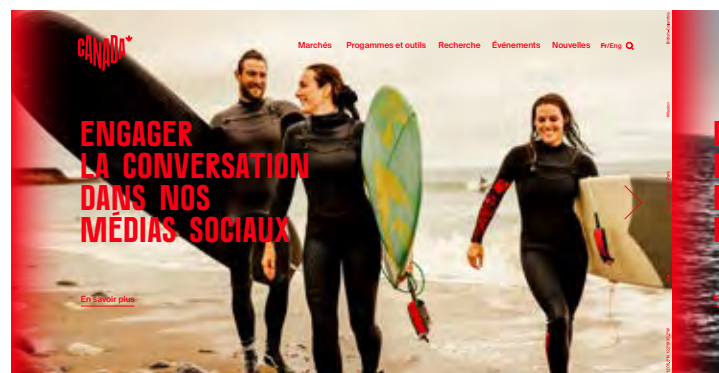 CANADA
Marchés Progammes et outils Recherche Événements Nouvelles Fr/Eng
ENGAGER
LA CONVERSATION
DANS NOS
MÉDIAS SOCIAUX
En savoir plus